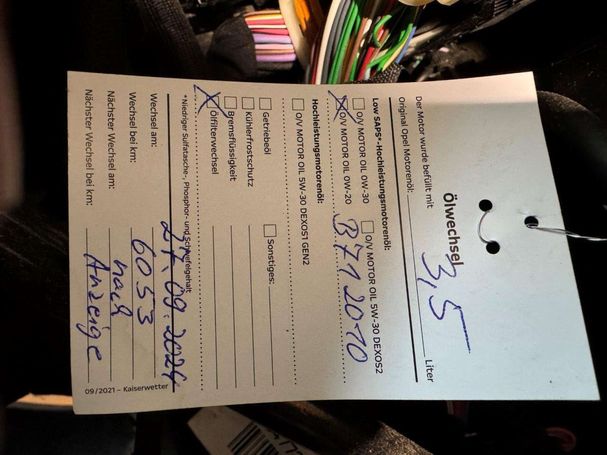 Ölwechsel
Der Motor wurde befüllt mit
Original Opel Motorenöl: 3,5 Liter
Low SAPS*-Hochleistungsmotorenöl:
O/V MOTOR OIL 0W-30 O/V MOTOR OIL 5W-30 DEXOS2
X O/V MOTOR OIL 0W-20 B71 2010
Hochleistungsmotorenöl:
O/V MOTOR OIL 5W-30 DEXOS1 GEN2
Getriebeöl Sonstiges:
Kühlerfrostschutz
Bremsflüssigkeit
X Ölfilterwechsel
*Niedriger Sulfatasche-, Phosphor- und Schwefelgehalt
Wechsel am: 27.09.2024
Wechsel bei km: 6053
Nächster Wechsel am: nach
Nächster Wechsel bei km: Anzeige
09/2021 – Kaiserwetter